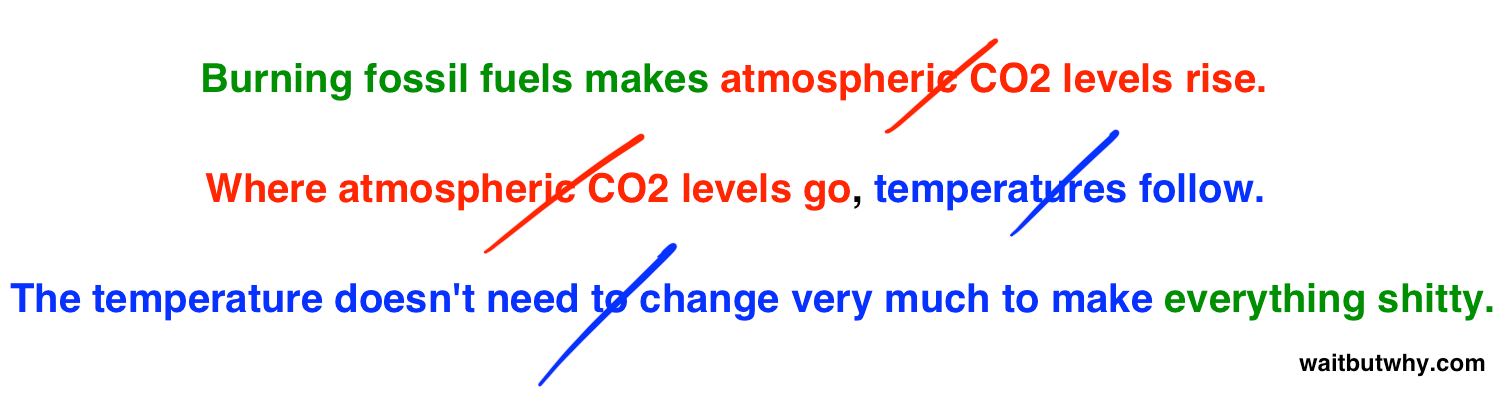 Burning fossil fuels makes atmospheric CO2 levels rise.
Where atmospheric CO2 levels go, temperatures follow.
The temperature doesn't need to change very much to make everything shitty.
waitbutwhy.com